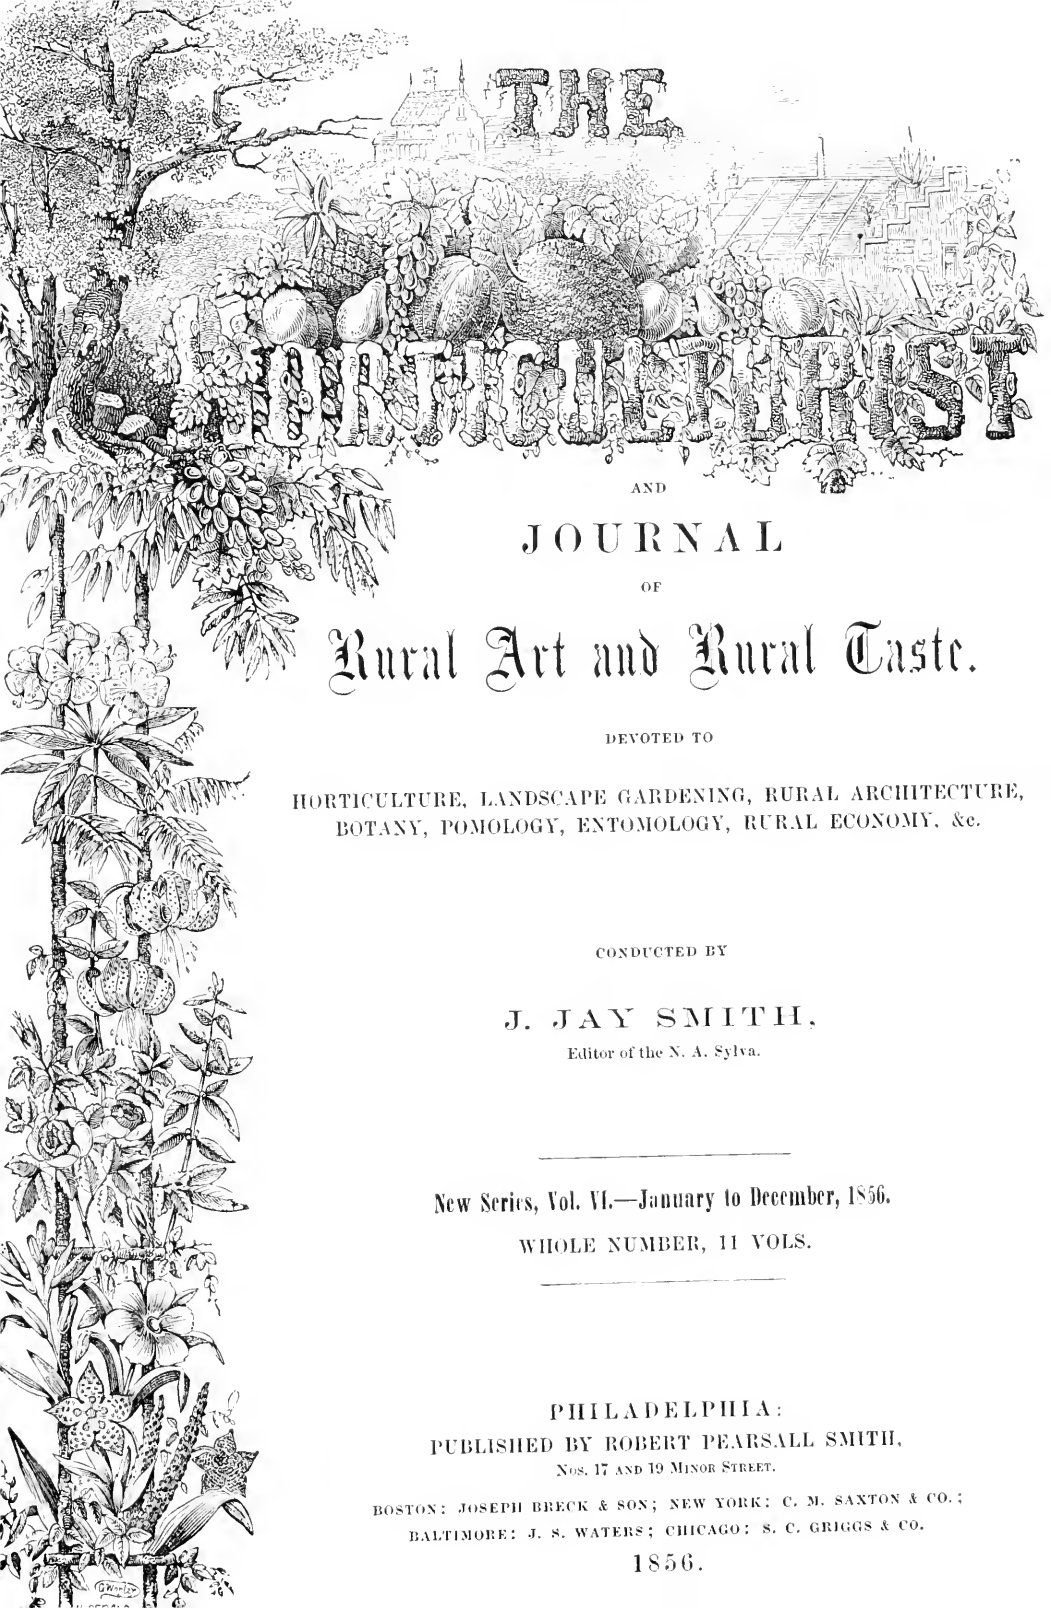 THE
HORTICULTURIST
AND
JOURNAL
OF
Rural Art and Rural Taste.
DEVOTED TO
HORTICULTURE, LANDSCAPE GARDENING, RURAL ARCHITECTURE,
BOTANY, POMOLOGY, ENTOMOLOGY, RURAL ECONOMY, &c.
CONDUCTED BY
J. JAY SMITH,
Editor of the N. A. Sylva.
New Series, Vol. VI.—January to December, 1856.
WHOLE NUMBER, 11 VOLS.
PHILADELPHIA:
PUBLISHED BY ROBERT PEARSALL SMITH,
Nos. 17 AND 19 MINOR STREET.
BOSTON: JOSEPH BRECK & SON; NEW YORK: C. M. SAXTON & CO.;
BALTIMORE: J. S. WATERS; CHICAGO: S. C. GRIGGS & CO.
1856.